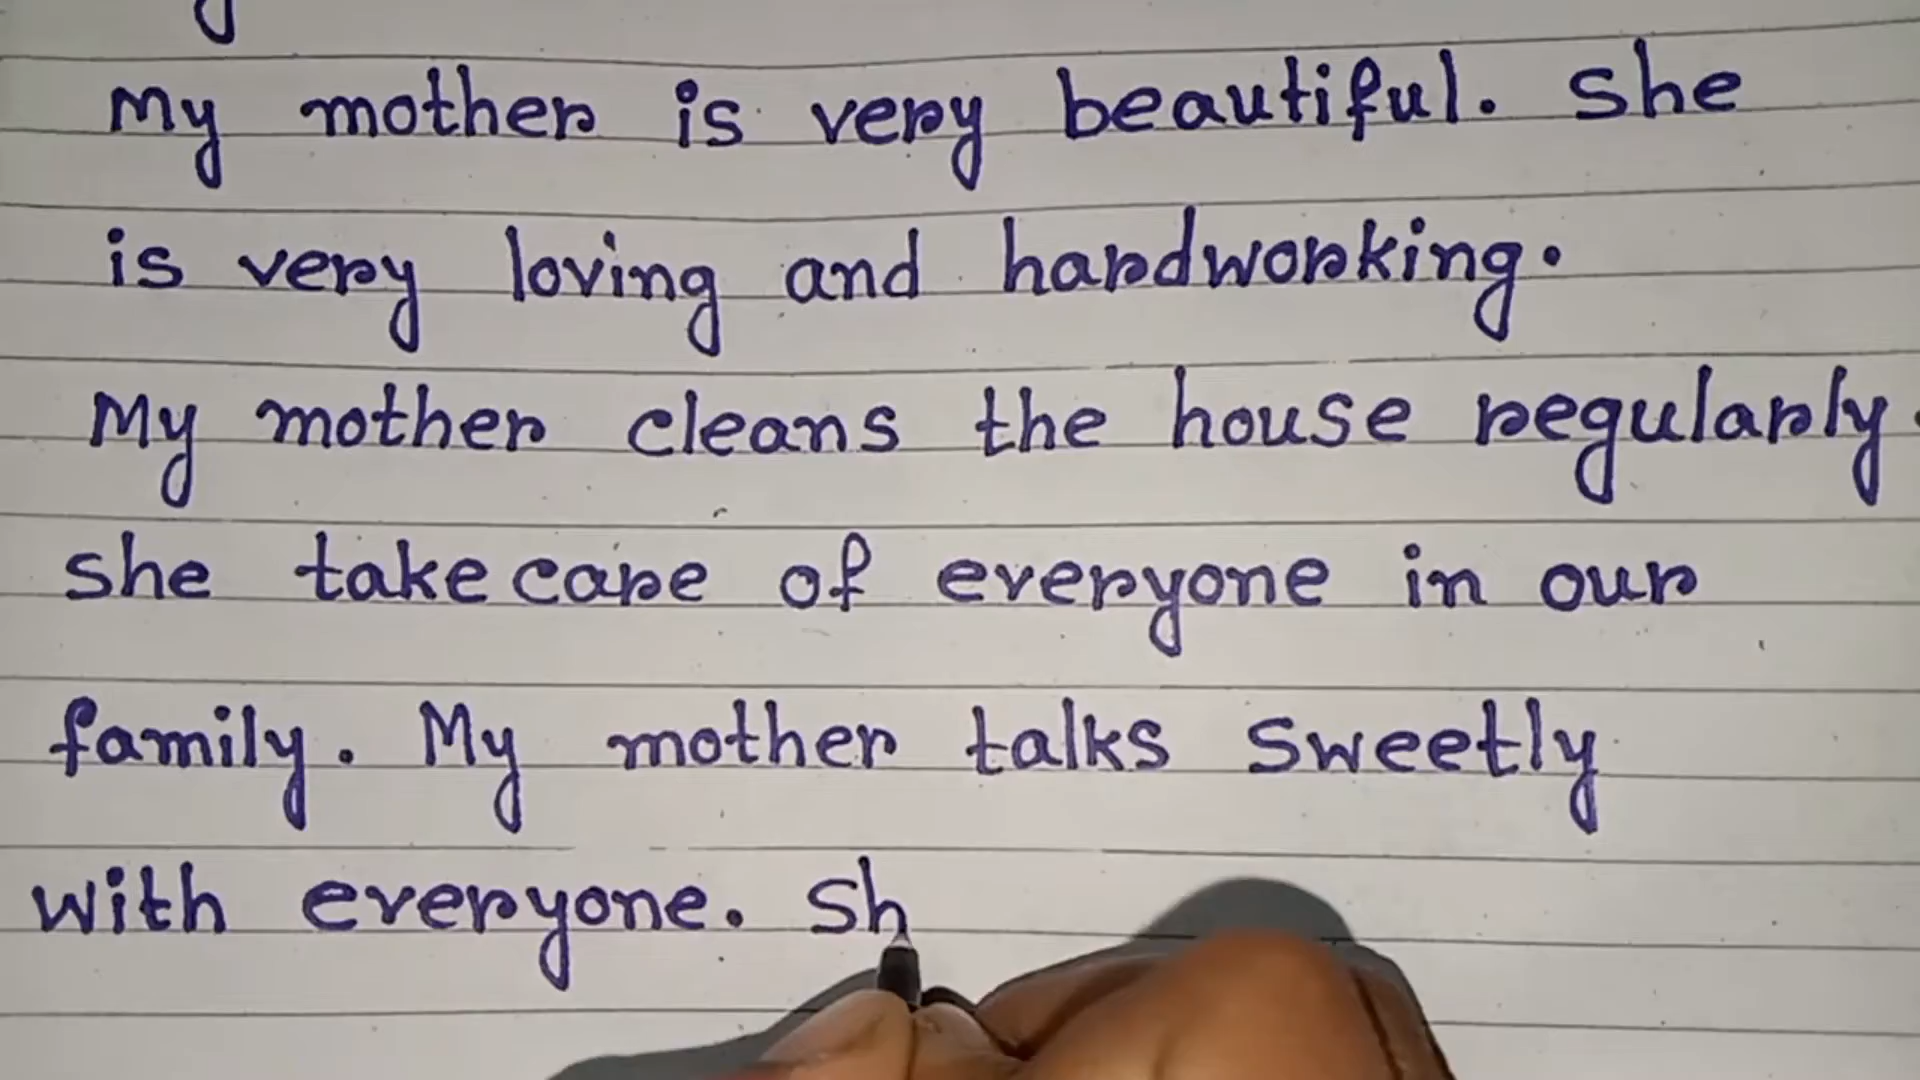 My mother is very beautiful. She
is very loving and hardworking.
My mother cleans the house regularly.
she take care of everyone in our
family. My mother talks sweetly
with everyone. Sh